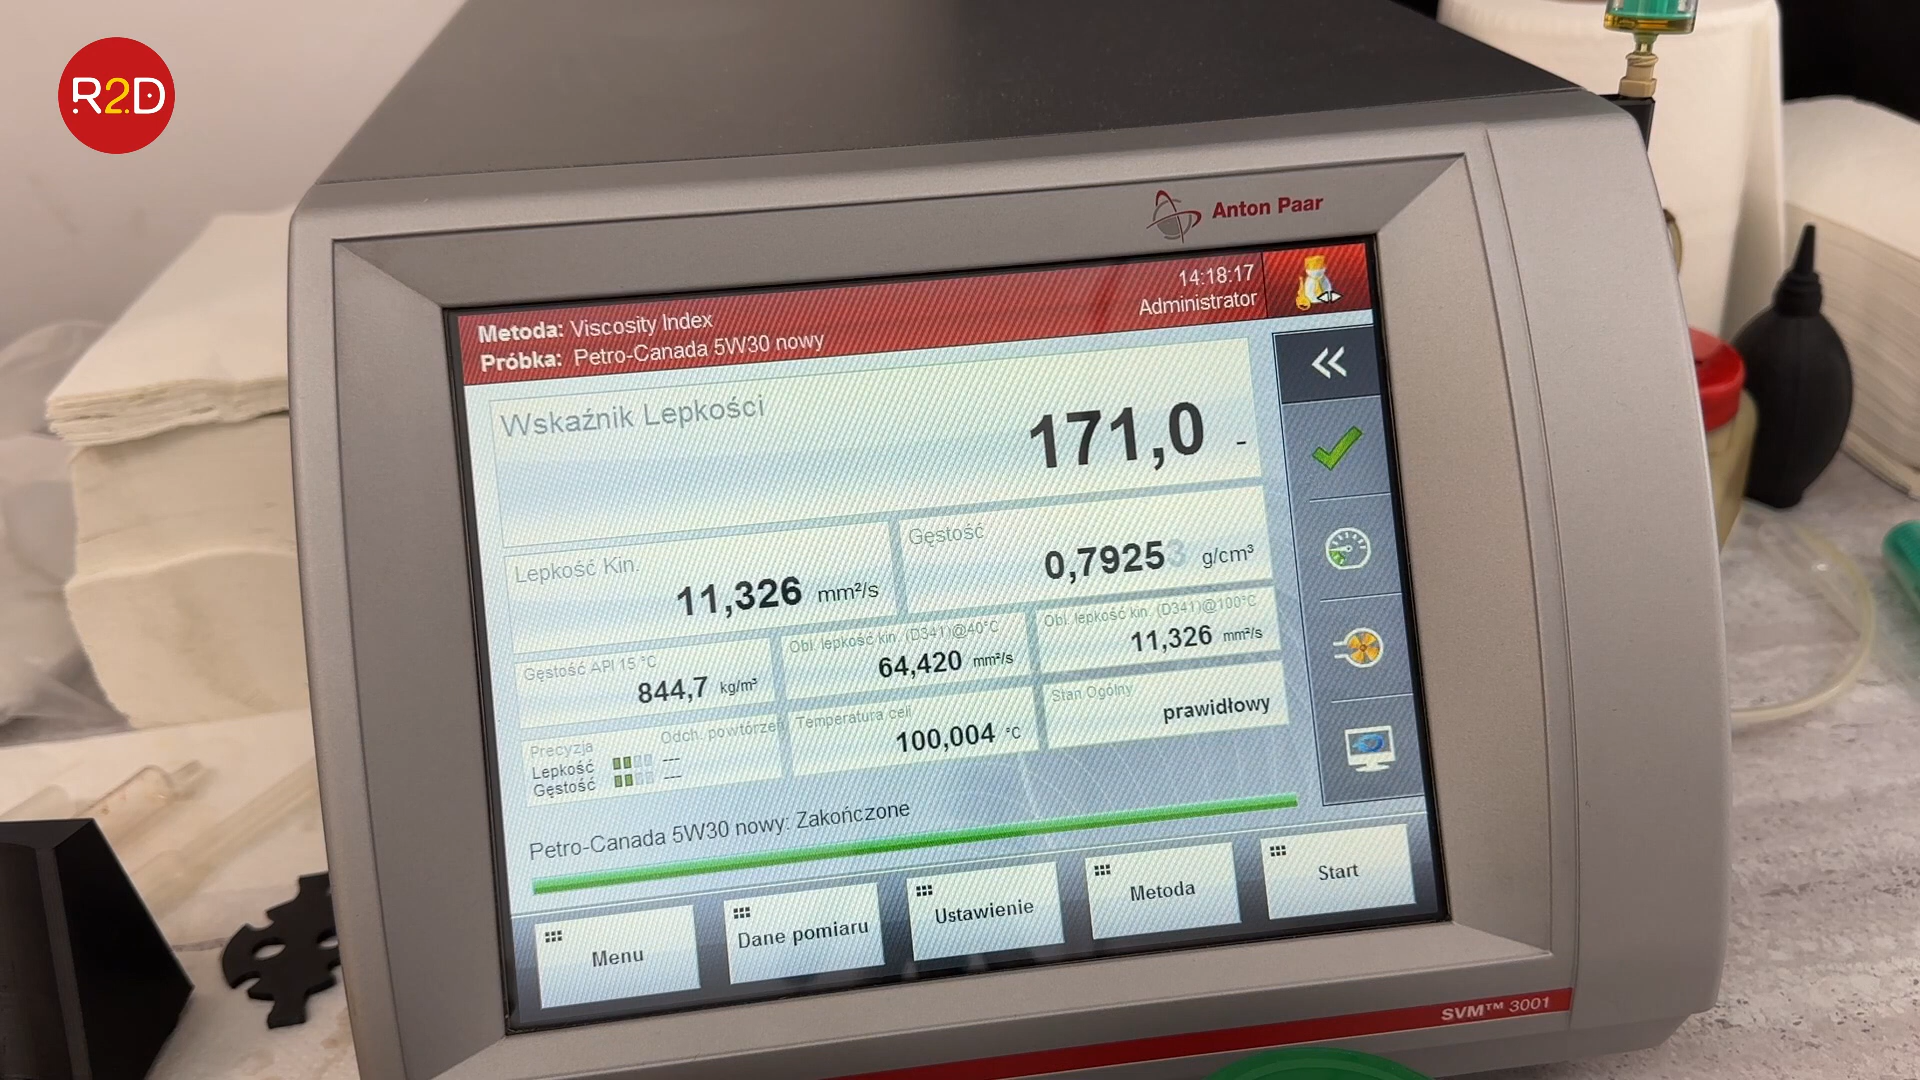 R2D
Anton Paar
Metoda: Viscosity Index
Próbka: Petro-Canada 5W30 nowy
14:18:17
Administrator
Wskaźnik Lepkości
171,0 -
Lepkość Kin.
11,326 mm²/s
Gęstość
0,79253 g/cm³
Gęstość API 15 °C
844,7 kg/m³
Obl. lepkość kin. (D341)@40°C
64,420 mm²/s
Obl. lepkość kin. (D341)@100°C
11,326 mm²/s
Precyzja
Odch. powtórzeń
Lepkość ---
Gęstość ---
Temperatura celi
100,004 °C
Stan Ogólny
prawidłowy
Petro-Canada 5W30 nowy: Zakończone
Menu
Dane pomiaru
Ustawienie
Metoda
Start
SVM™ 3001